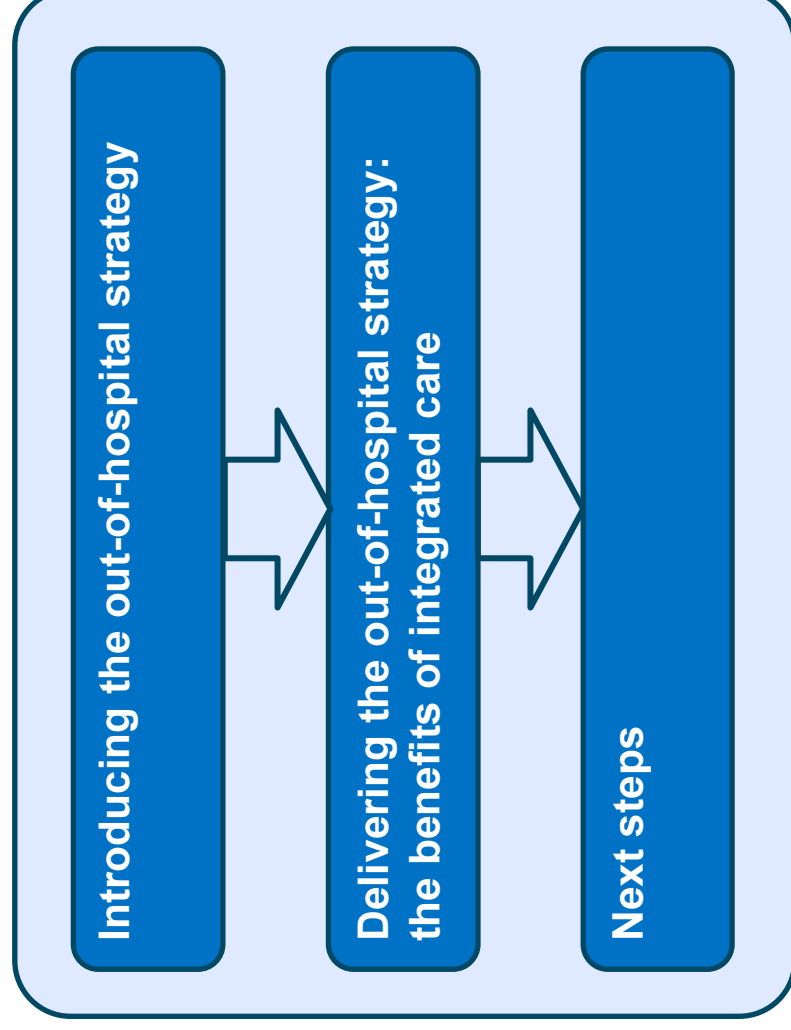 Introducing the out-of-hospital strategy
Delivering the out-of-hospital strategy:
the benefits of integrated care
Next steps